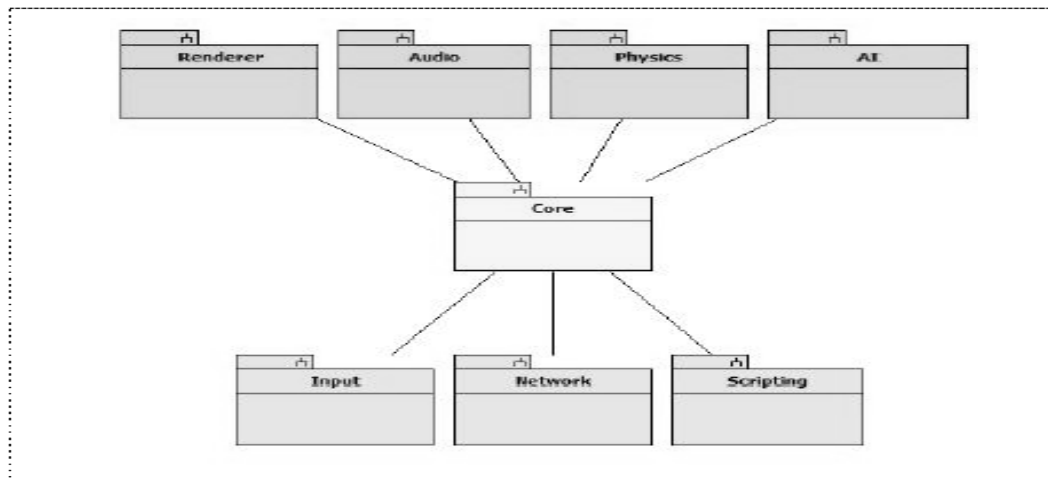 Renderer
Audio
Physics
AI
Core
Input
Network
Scripting